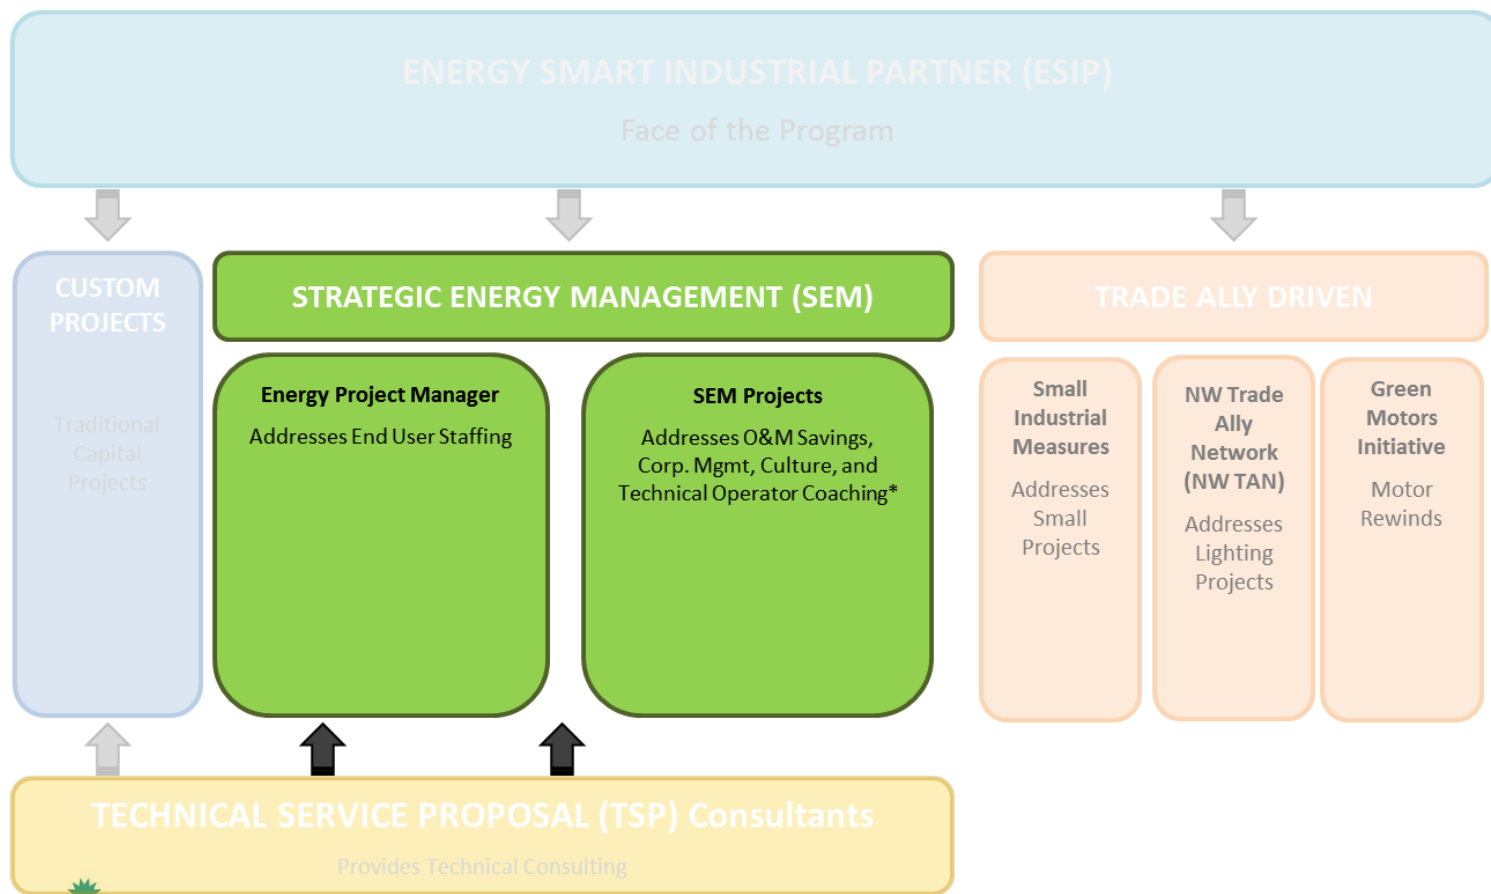 ENERGY SMART INDUSTRIAL PARTNER (ESIP)
Face of the Program
CUSTOM
PROJECTS
Traditional
Capital
Projects
STRATEGIC ENERGY MANAGEMENT (SEM)
Energy Project Manager
Addresses End User Staffing
SEM Projects
Addresses O&M Savings,
Corp. Mgmt, Culture, and
Technical Operator Coaching*
TRADE ALLY DRIVEN
Small
Industrial
Measures
Addresses
Small
Projects
NW Trade
Ally
Network
(NW TAN)
Addresses
Lighting
Projects
Green
Motors
Initiative
Motor
Rewinds
TECHNICAL SERVICE PROPOSAL (TSP) Consultants
Provides Technical Consulting